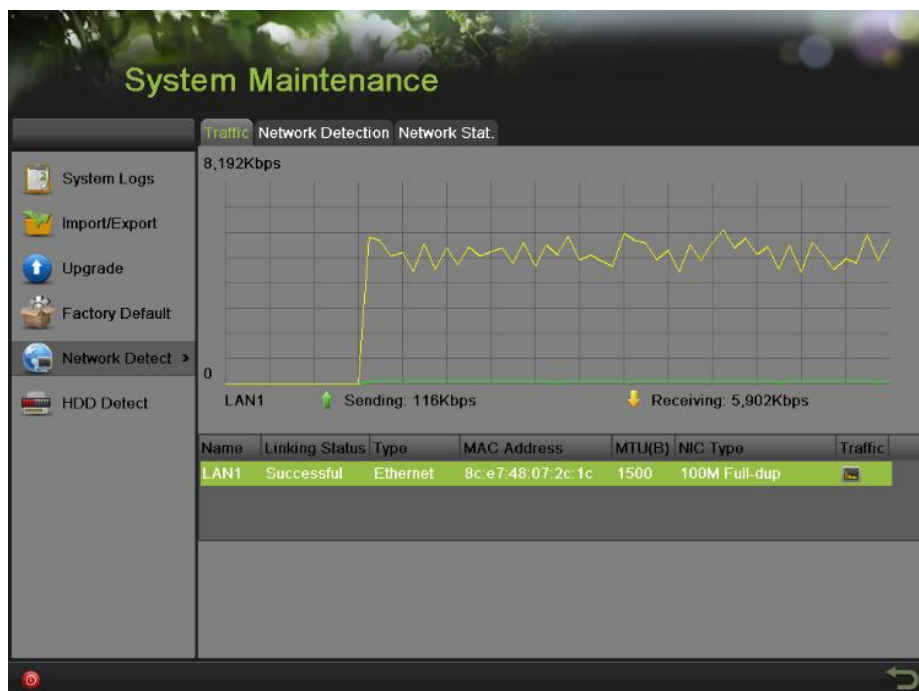 System Maintenance
Traffic Network Detection Network Stat.
System Logs
Import/Export
Upgrade
Factory Default
Network Detect >
HDD Detect
8,192Kbps
0
LAN1 Sending: 116Kbps Receiving: 5,902Kbps
Name Linking Status Type MAC Address MTU(B) NIC Type Traffic
LAN1 Successful Ethernet 8c:e7:48:07:2c:1c 1500 100M Full-dup